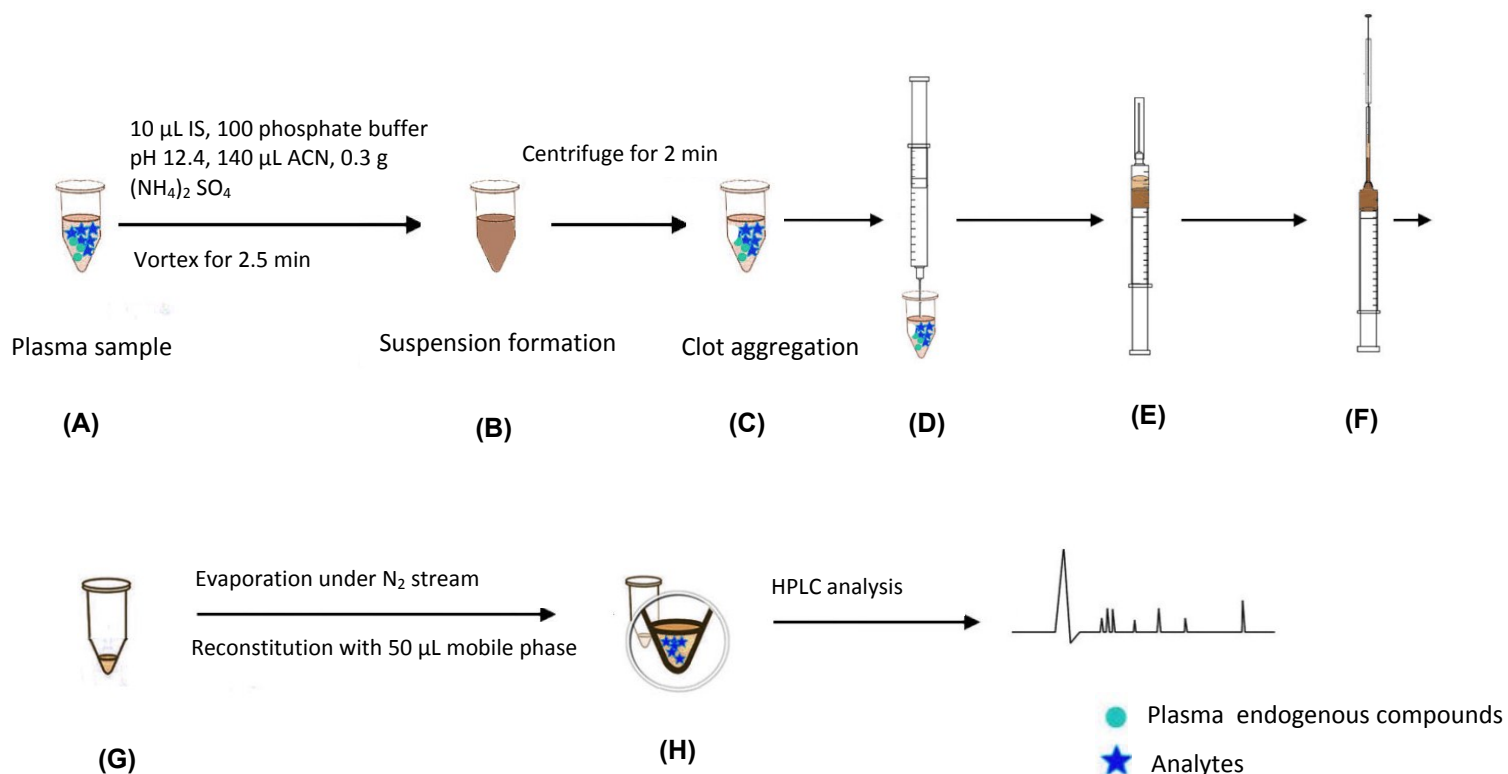 10 µL IS, 100 phosphate buffer
pH 12.4, 140 µL ACN, 0.3 g
(NH₄)₂ SO₄
Vortex for 2.5 min
Centrifuge for 2 min
Plasma sample
Suspension formation
Clot aggregation
(A)
(B)
(C)
(D)
(E)
(F)
Evaporation under N₂ stream
Reconstitution with 50 µL mobile phase
HPLC analysis
(G)
(H)
Plasma endogenous compounds
Analytes